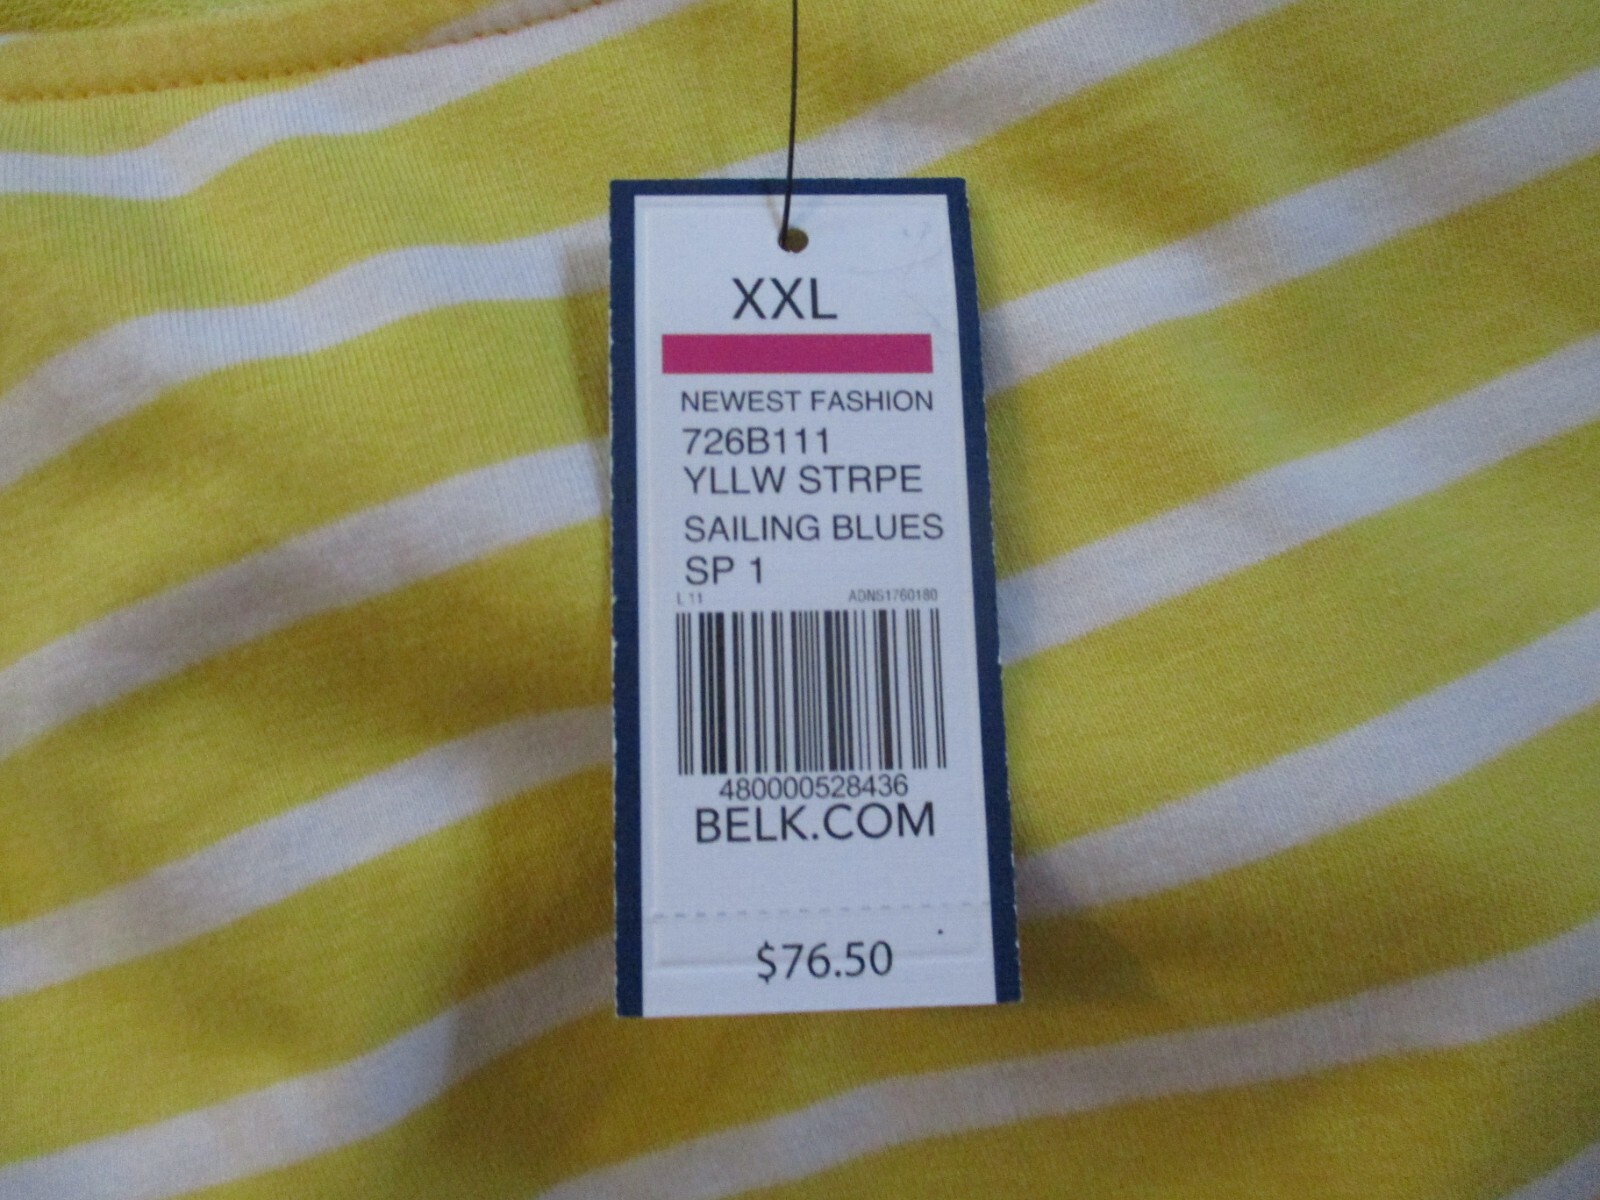 XXL
NEWEST FASHION
726B111
YLLW STRPE
SAILING BLUES
SP 1
L 11 ADNS1760180
480000528436
BELK.COM
$76.50